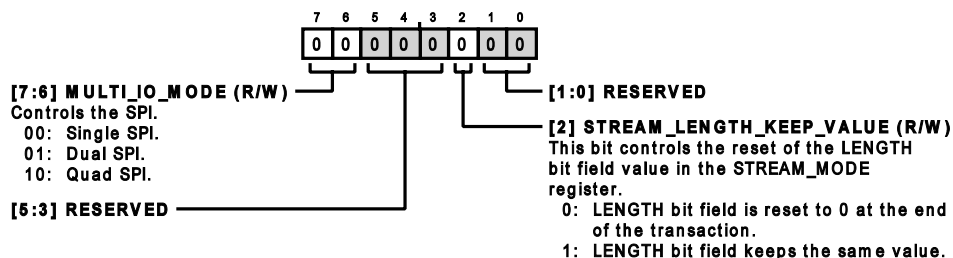 7 6 5 4 3 2 1 0
0 0 0 0 0 0 0 0
[7:6] MULTI_IO_MODE (R/W)
Controls the SPI.
00: Single SPI.
01: Dual SPI.
10: Quad SPI.
[5:3] RESERVED
[1:0] RESERVED
[2] STREAM_LENGTH_KEEP_VALUE (R/W)
This bit controls the reset of the LENGTH
bit field value in the STREAM_MODE
register.
0: LENGTH bit field is reset to 0 at the end
of the transaction.
1: LENGTH bit field keeps the same value.